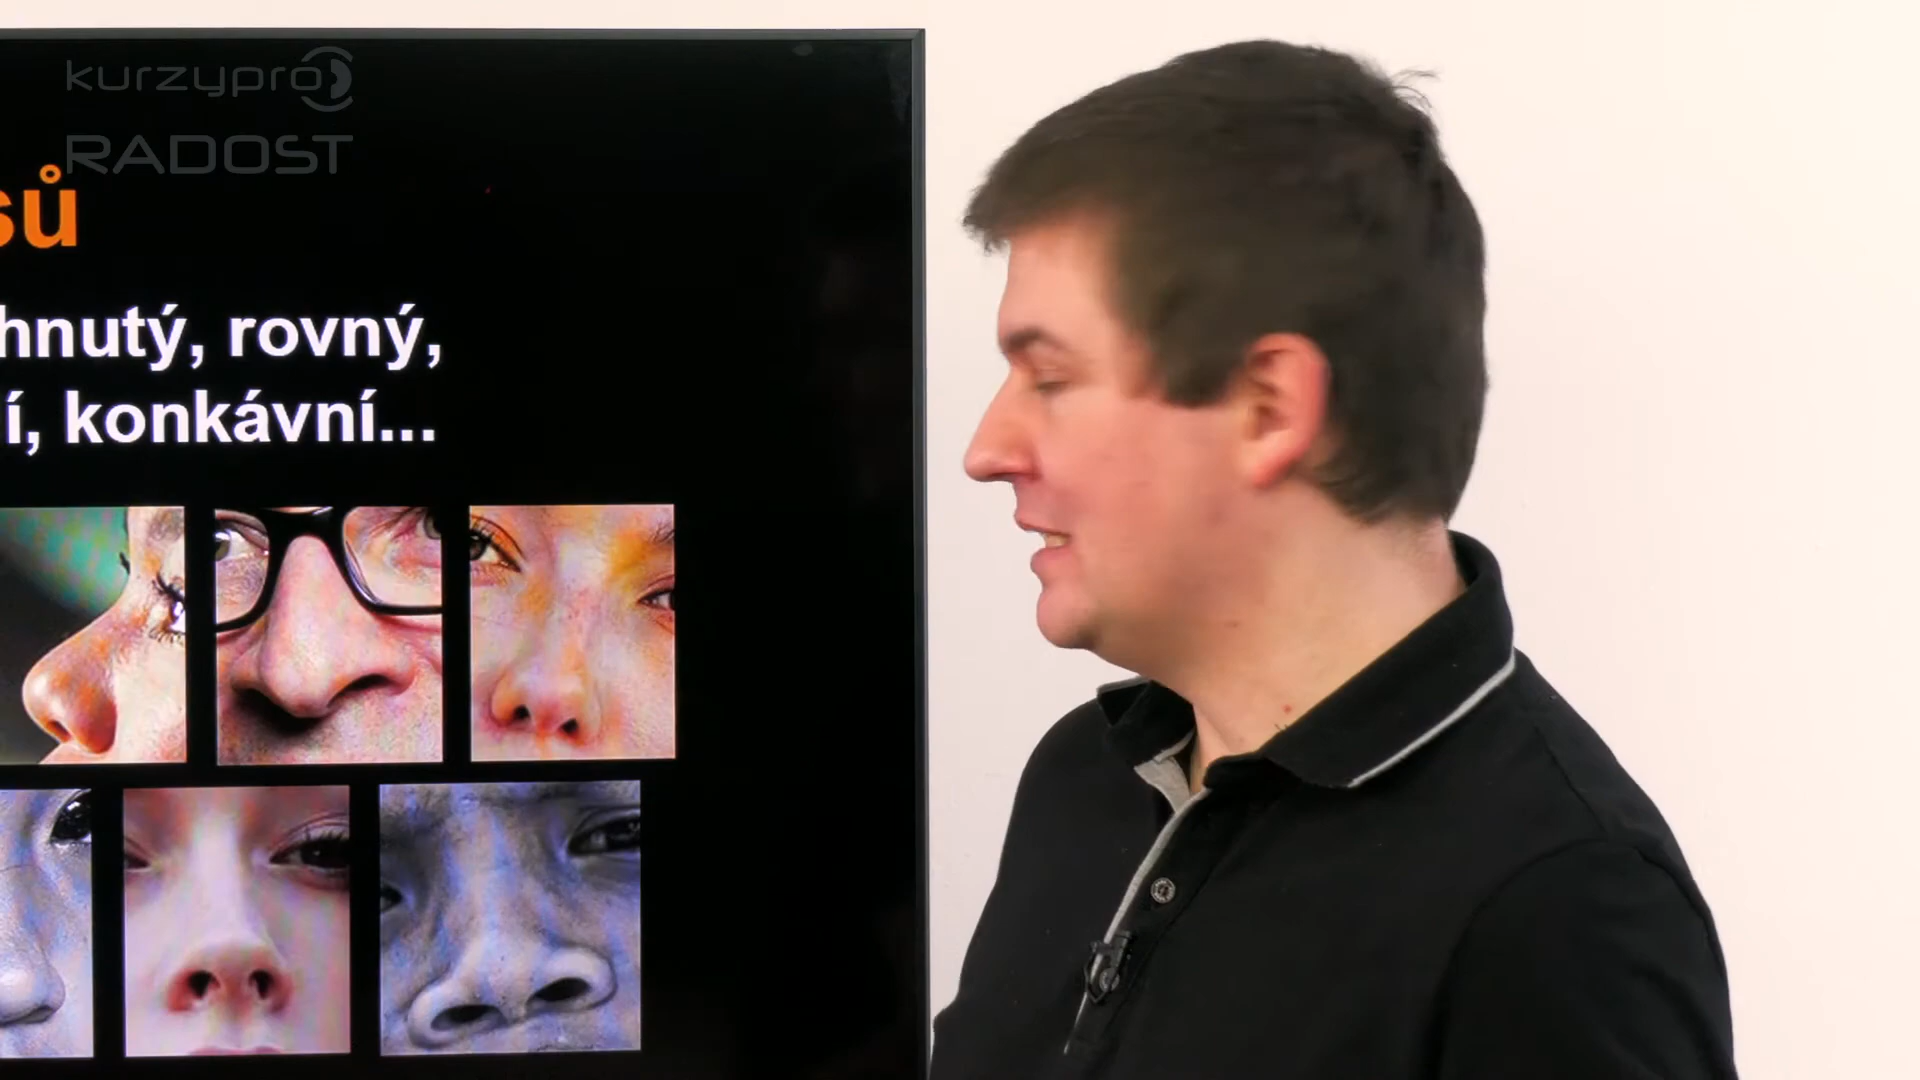 kurzypro
RADOST
sů
hnutý, rovný,
í, konkávní...